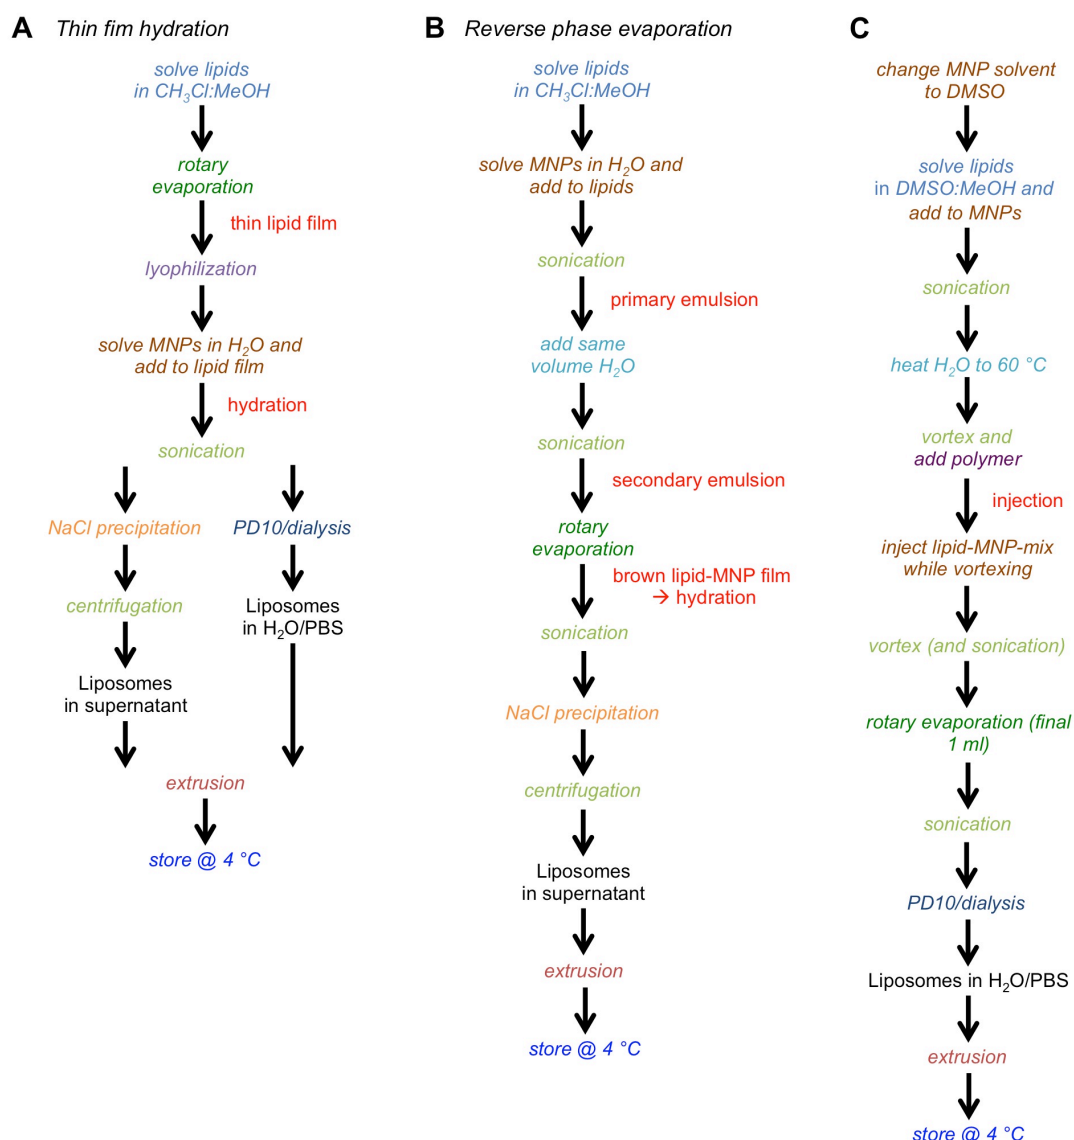 A Thin fim hydration
solve lipids
in CH₃Cl:MeOH
rotary
evaporation
thin lipid film
lyophilization
solve MNPs in H₂O and
add to lipid film
hydration
sonication
NaCl precipitation
PD10/dialysis
centrifugation
Liposomes
in H₂O/PBS
Liposomes
in supernatant
extrusion
store @ 4 °C
B Reverse phase evaporation
solve lipids
in CH₃Cl:MeOH
solve MNPs in H₂O and
add to lipids
sonication
primary emulsion
add same
volume H₂O
sonication
secondary emulsion
rotary
evaporation
brown lipid-MNP film
→ hydration
sonication
NaCl precipitation
centrifugation
Liposomes
in supernatant
extrusion
store @ 4 °C
C
change MNP solvent
to DMSO
solve lipids
in DMSO:MeOH and
add to MNPs
sonication
heat H₂O to 60 °C
vortex and
add polymer
injection
inject lipid-MNP-mix
while vortexing
vortex (and sonication)
rotary evaporation (final
1 ml)
sonication
PD10/dialysis
Liposomes in H₂O/PBS
extrusion
store @ 4 °C